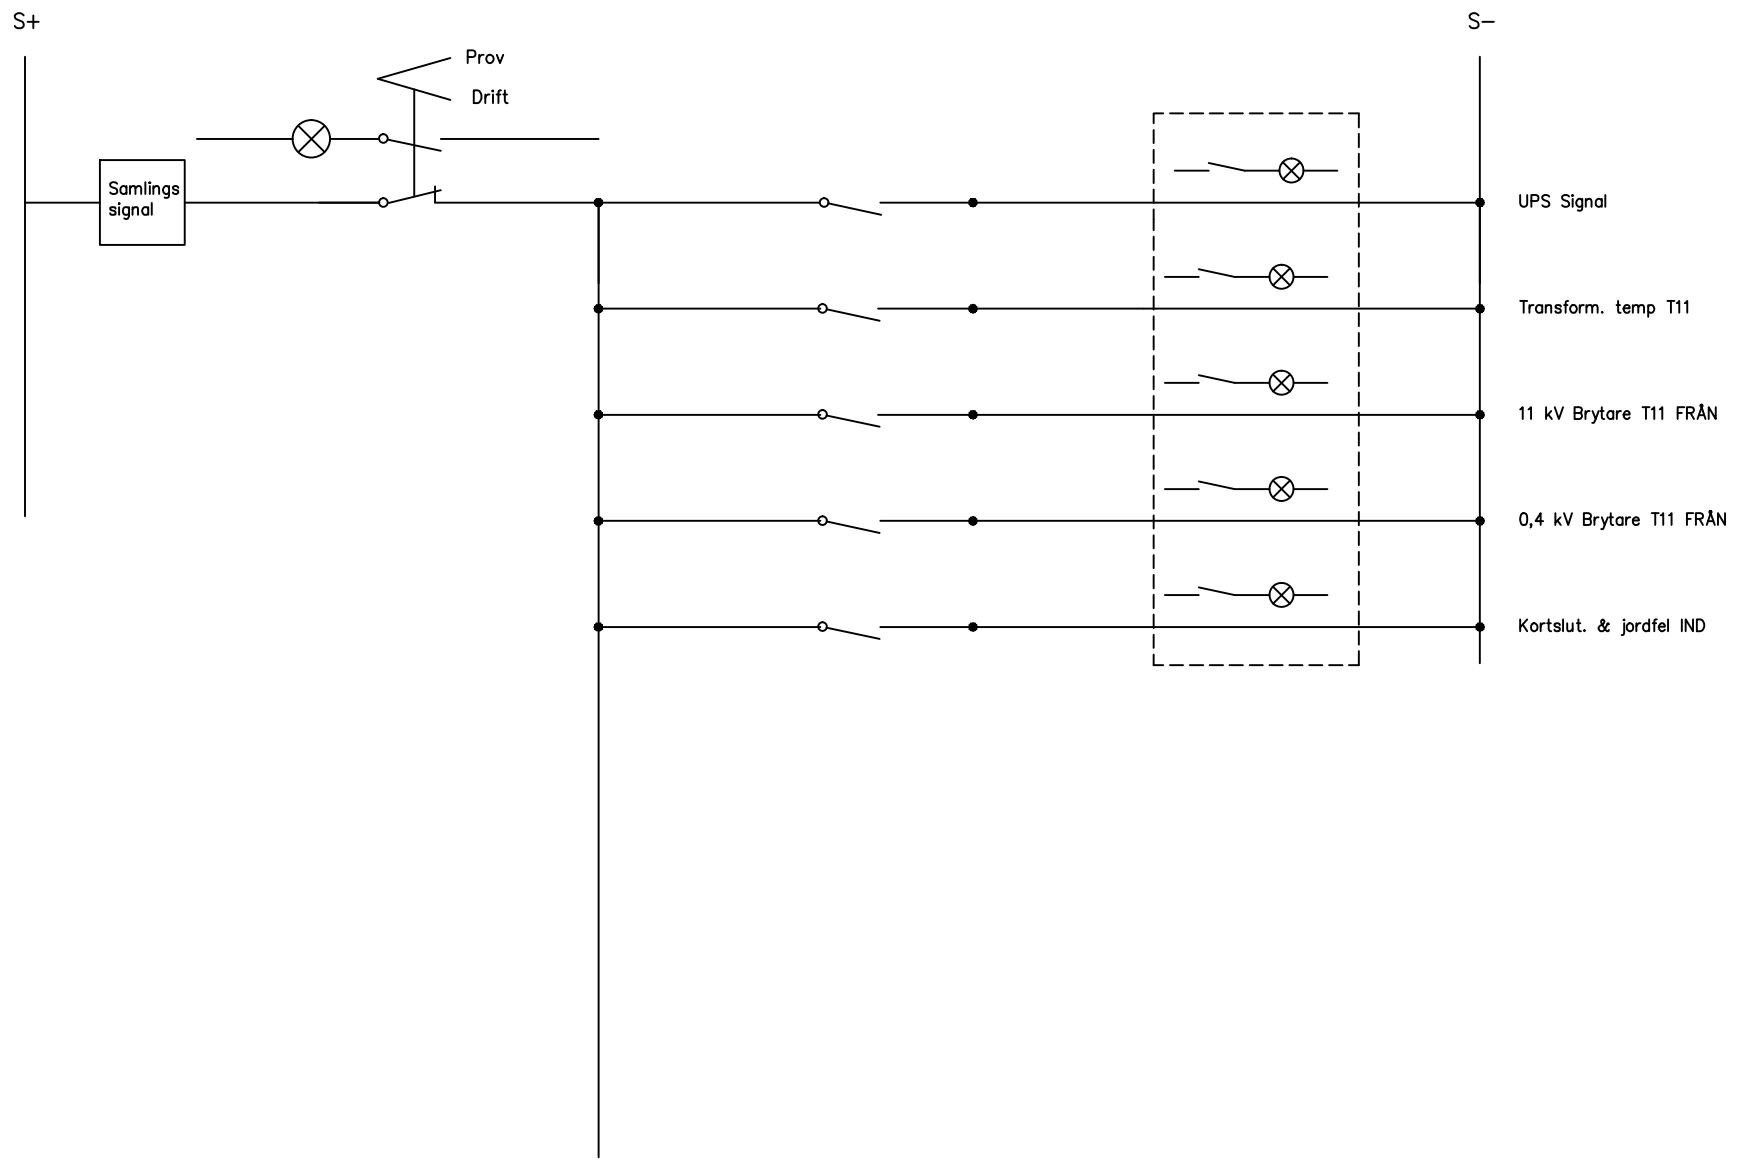 S+
S−
Prov
Drift
Samlings
signal
UPS Signal
Transform. temp T11
11 kV Brytare T11 FRÅN
0,4 kV Brytare T11 FRÅN
Kortslut. & jordfel IND